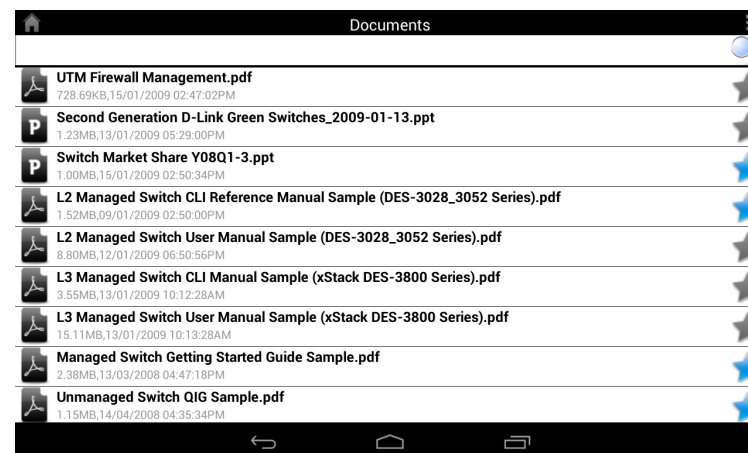 Documents
UTM Firewall Management.pdf
728.69KB,15/01/2009 02:47:02PM
Second Generation D-Link Green Switches_2009-01-13.ppt
1.23MB,13/01/2009 05:29:00PM
Switch Market Share Y08Q1-3.ppt
1.00MB,15/01/2009 02:50:34PM
L2 Managed Switch CLI Reference Manual Sample (DES-3028_3052 Series).pdf
1.52MB,09/01/2009 02:50:00PM
L2 Managed Switch User Manual Sample (DES-3028_3052 Series).pdf
8.80MB,12/01/2009 06:50:56PM
L3 Managed Switch CLI Manual Sample (xStack DES-3800 Series).pdf
3.55MB,13/01/2009 10:12:28AM
L3 Managed Switch User Manual Sample (xStack DES-3800 Series).pdf
15.11MB,13/01/2009 10:13:28AM
Managed Switch Getting Started Guide Sample.pdf
2.38MB,13/03/2008 04:47:18PM
Unmanaged Switch QIG Sample.pdf
1.15MB,14/04/2008 04:35:34PM